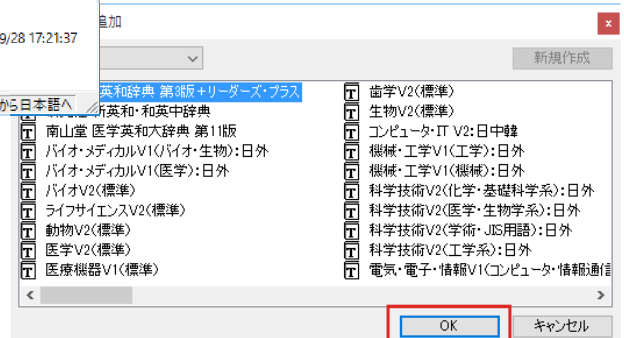 追加
9/28 17:21:37
新規作成
英和辞典 第3版+リーダーズ・プラス
から日本語へ
新英和・和英中辞典
南山堂 医学英和大辞典 第11版
バイオ・メディカルV1(バイオ・生物):日外
バイオ・メディカルV1(医学):日外
バイオV2(標準)
ライフサイエンスV2(標準)
動物V2(標準)
医学V2(標準)
医療機器V1(標準)
歯学V2(標準)
生物V2(標準)
コンピュータ・IT V2:日中韓
機械・工学V1(工学):日外
機械・工学V1(機械):日外
科学技術V2(化学・基礎科学系):日外
科学技術V2(医学・生物学系):日外
科学技術V2(学術・JIS用語):日外
科学技術V2(工学系):日外
電気・電子・情報V1(コンピュータ・情報通信
OK
キャンセル